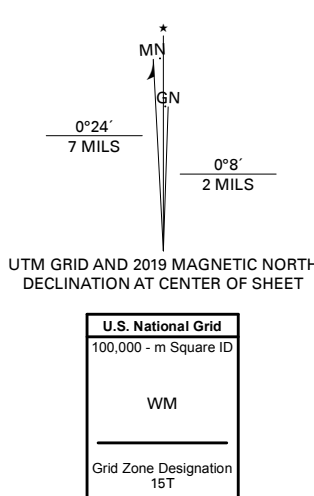 ★
MN
GN
0°24´
7 MILS
0°8´
2 MILS
UTM GRID AND 2019 MAGNETIC NORTH
DECLINATION AT CENTER OF SHEET
U.S. National Grid
100,000 - m Square ID
WM
Grid Zone Designation
15T